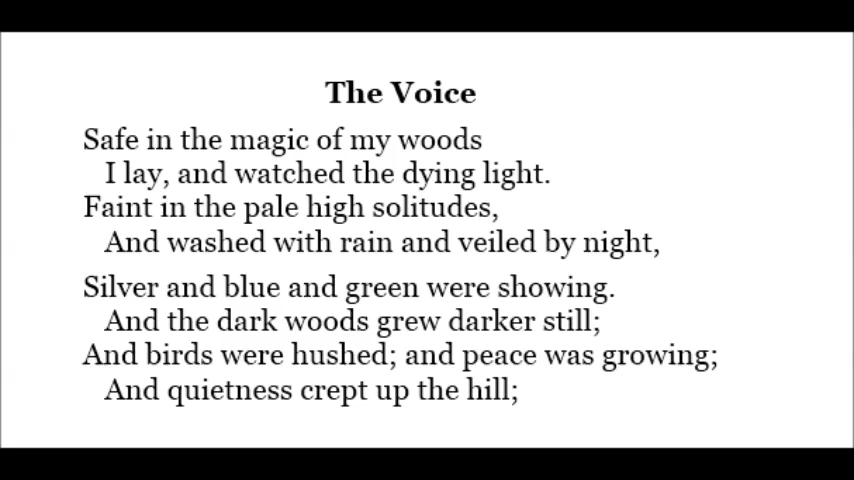 The Voice
Safe in the magic of my woods
I lay, and watched the dying light.
Faint in the pale high solitudes,
And washed with rain and veiled by night,
Silver and blue and green were showing.
And the dark woods grew darker still;
And birds were hushed; and peace was growing;
And quietness crept up the hill;